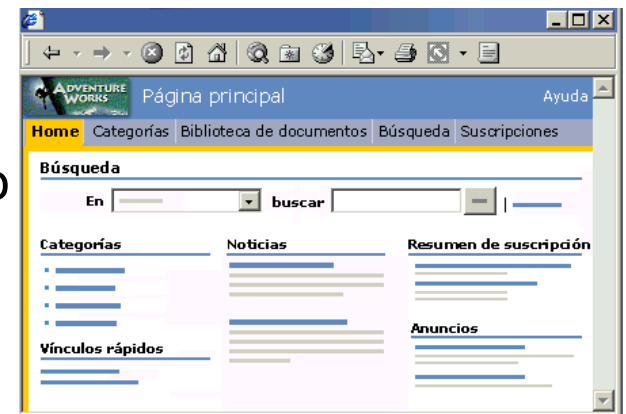 ADVENTURE WORKS Página principal Ayuda
Home Categorías Biblioteca de documentos Búsqueda Suscripciones
Búsqueda
En buscar
Categorías Noticias Resumen de suscripción
Anuncios
Vínculos rápidos
o